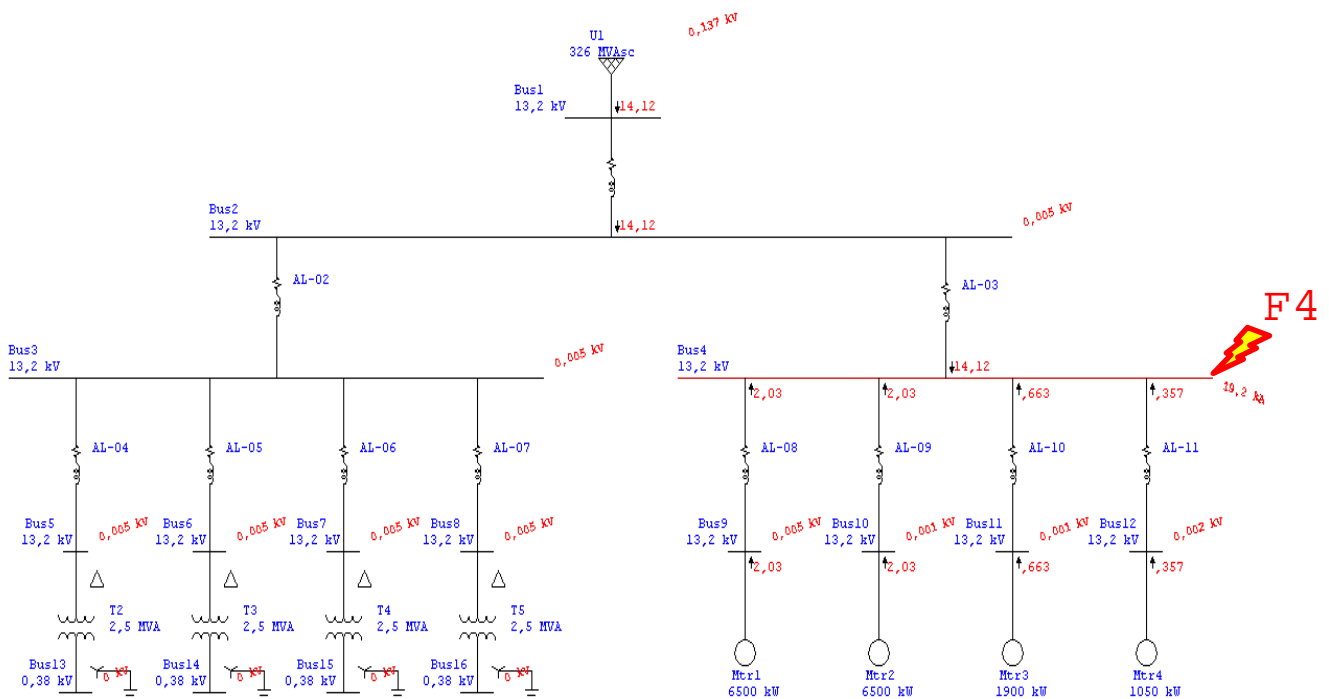 0,137 kV
U1
326 MVAsc
Bus1
13,2 kV
14,12
Bus2
13,2 kV
14,12
0,005 kV
AL-02
AL-03
F4
Bus3
13,2 kV
0,005 kV
Bus4
13,2 kV
14,12
19,2 kA
2,03
2,03
,663
,357
AL-04
AL-05
AL-06
AL-07
AL-08
AL-09
AL-10
AL-11
Bus5
13,2 kV
0,005 kV
Bus6
13,2 kV
0,005 kV
Bus7
13,2 kV
0,005 kV
Bus8
13,2 kV
0,005 kV
Bus9
13,2 kV
0,005 kV
Bus10
13,2 kV
0,001 kV
Bus11
13,2 kV
0,001 kV
Bus12
13,2 kV
0,002 kV
2,03
2,03
,663
,357
T2
2,5 MVA
T3
2,5 MVA
T4
2,5 MVA
T5
2,5 MVA
Bus13
0,38 kV
0 kV
Bus14
0,38 kV
0 kV
Bus15
0,38 kV
0 kV
Bus16
0,38 kV
0 kV
Mtr1
6500 kW
Mtr2
6500 kW
Mtr3
1900 kW
Mtr4
1050 kW